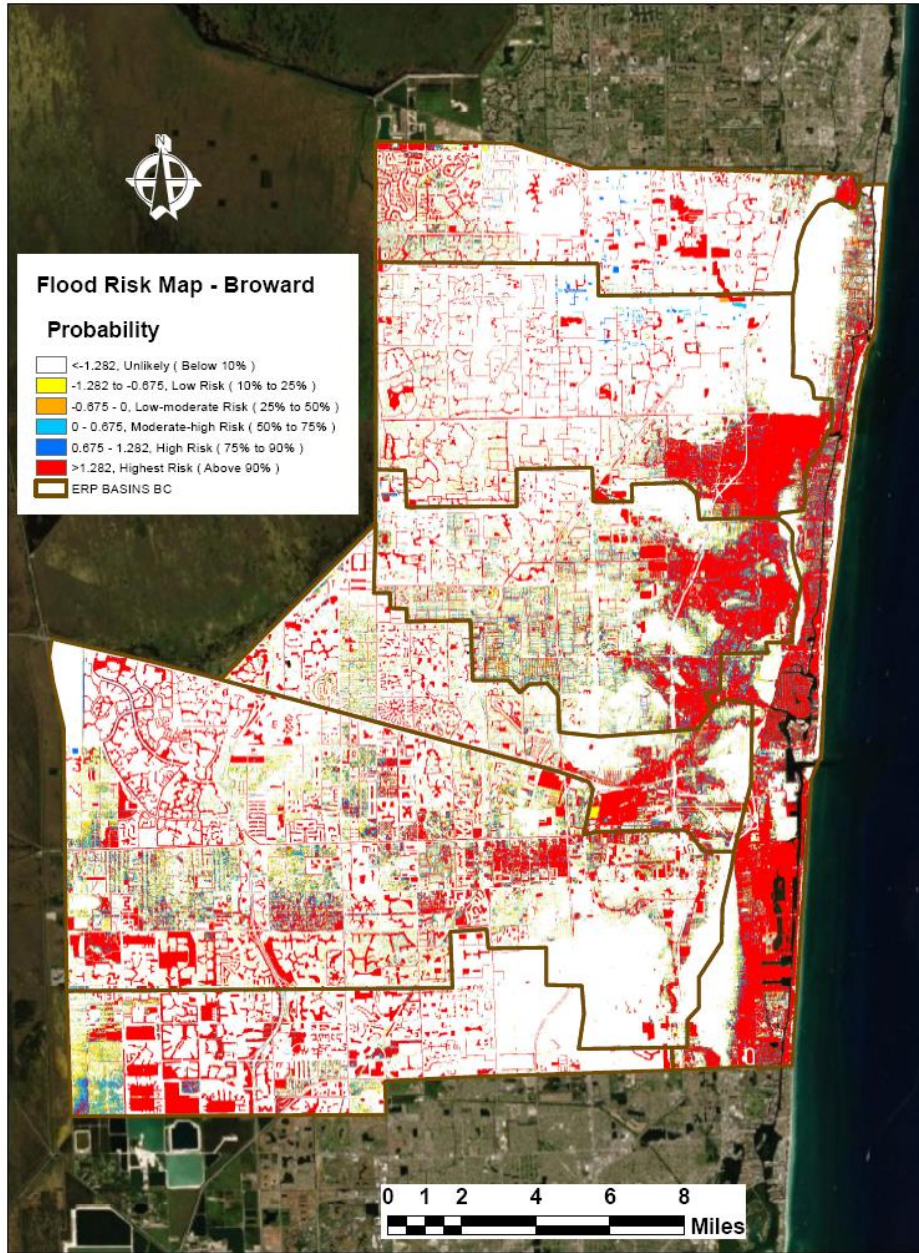 N
Flood Risk Map - Broward
Probability
<-1.282, Unlikely ( Below 10% )
-1.282 to -0.675, Low Risk ( 10% to 25% )
-0.675 - 0, Low-moderate Risk ( 25% to 50% )
0 - 0.675, Moderate-high Risk ( 50% to 75% )
0.675 - 1.282, High Risk ( 75% to 90% )
>1.282, Highest Risk ( Above 90% )
ERP BASINS BC
0 1 2 4 6 8
Miles